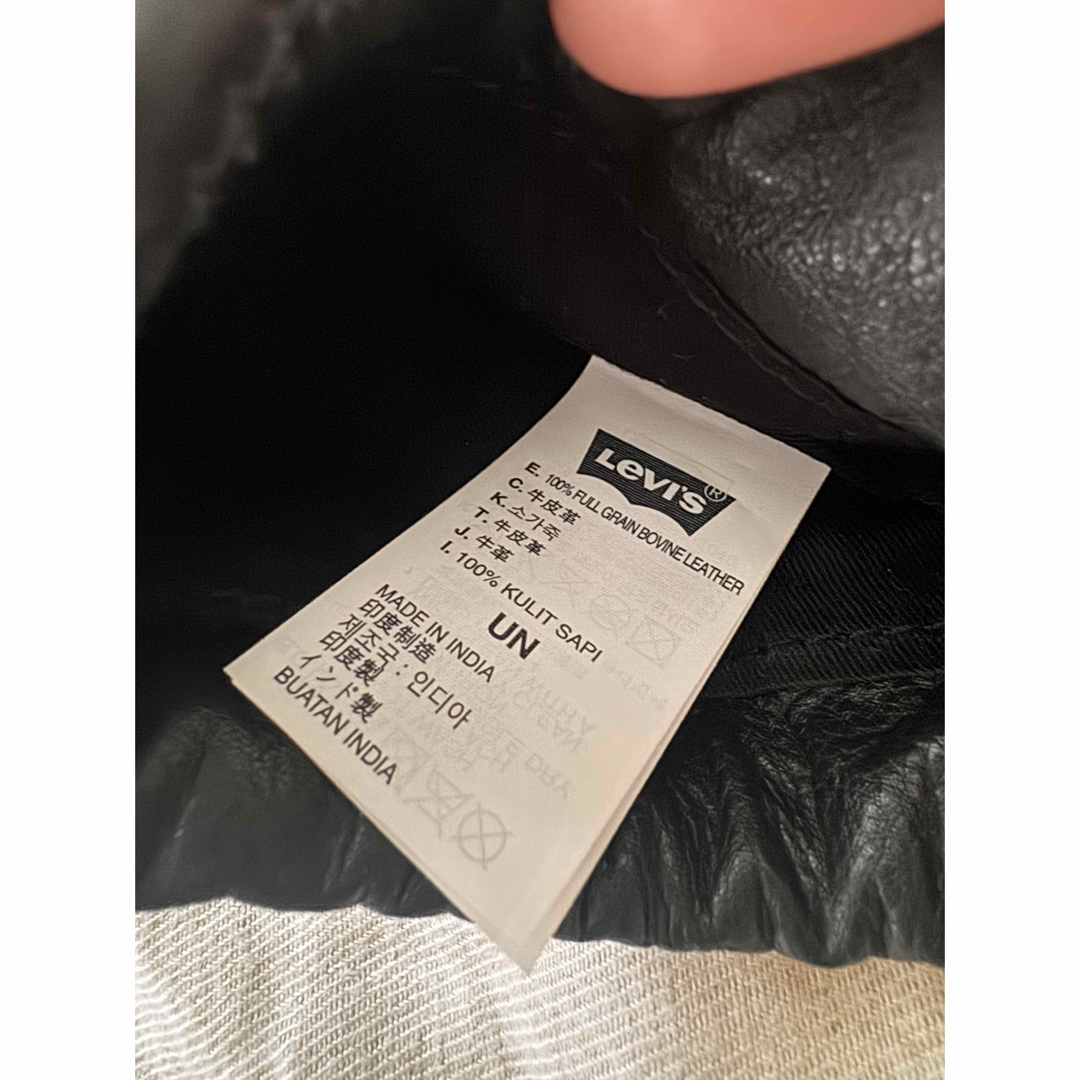 Levi's®
E. 100% FULL GRAIN BOVINE LEATHER
C. 牛皮革
K. 소가죽
T. 牛皮革
J. 牛革
I. 100% KULIT SAPI
UN
MADE IN INDIA
印度制造
제조국 : 인디아
印度製
インド製
BUATAN INDIA